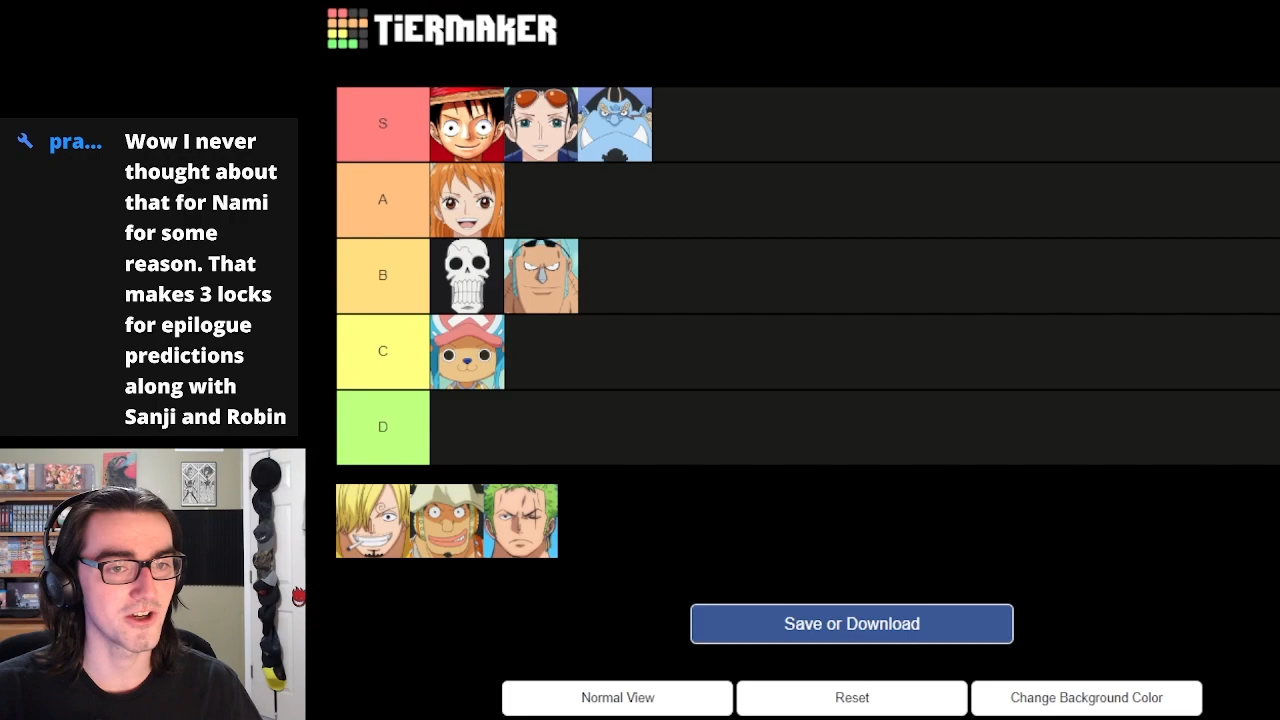 TiERMAKER
pra... Wow I never
thought about
that for Nami
for some
reason. That
makes 3 locks
for epilogue
predictions
along with
Sanji and Robin
S
A
B
C
D
Save or Download
Normal View
Reset
Change Background Color